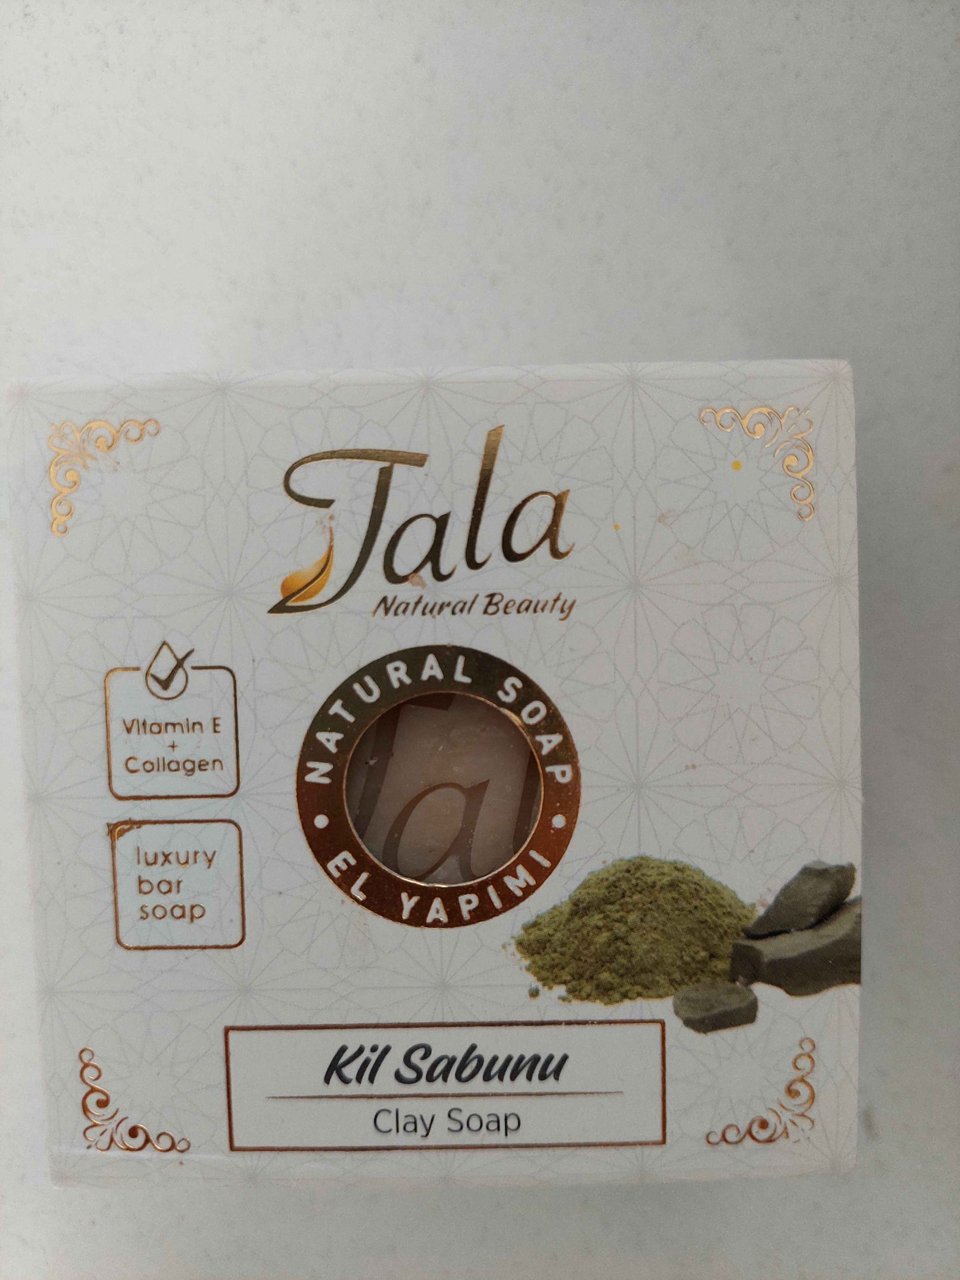 Tala
Natural Beauty
Vitamin E
+
Collagen
NATURAL SOAP
EL YAPIMI
luxury
bar
soap
Kil Sabunu
Clay Soap